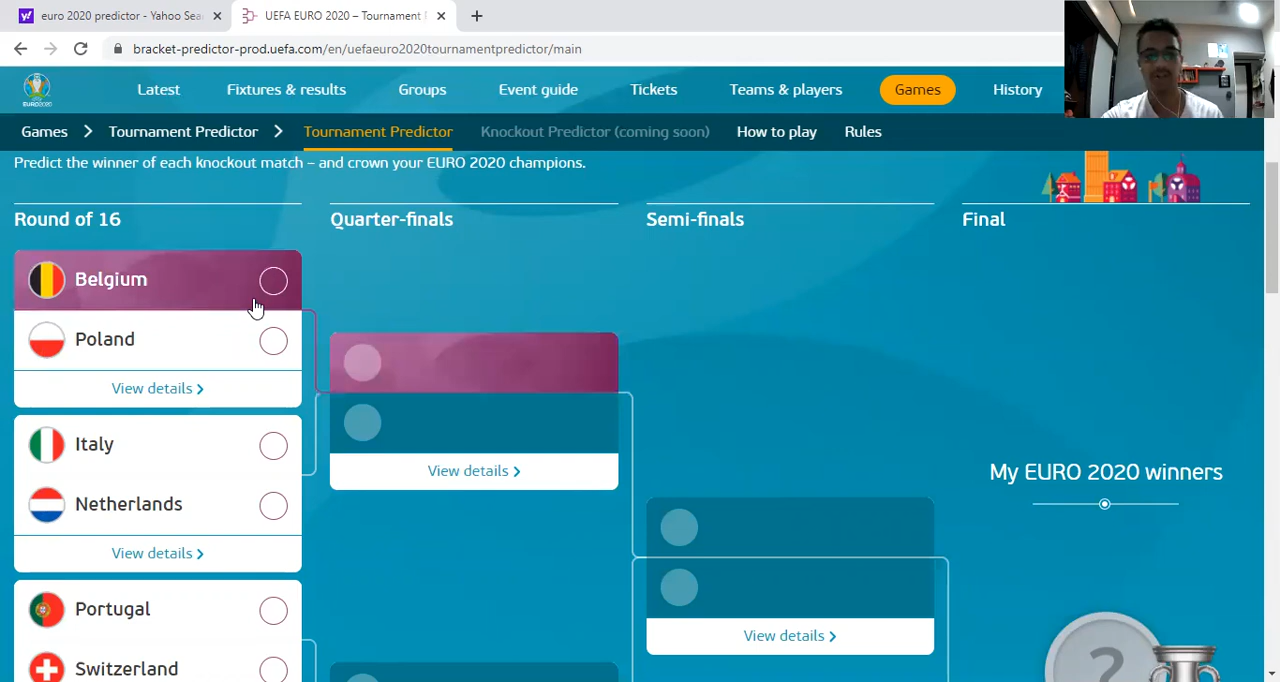 euro 2020 predictor - Yahoo Sea
UEFA EURO 2020 – Tournament
bracket-predictor-prod.uefa.com/en/uefaeuro2020tournamentpredictor/main
EURO2020
Latest
Fixtures & results
Groups
Event guide
Tickets
Teams & players
Games
History
Games
Tournament Predictor
Tournament Predictor
Knockout Predictor (coming soon)
How to play
Rules
Predict the winner of each knockout match – and crown your EURO 2020 champions.
Round of 16
Quarter-finals
Semi-finals
Final
Belgium
Poland
View details
Italy
Netherlands
View details
Portugal
Switzerland
View details
View details
My EURO 2020 winners
?